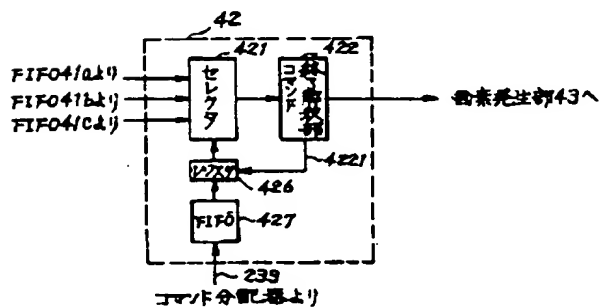 42
421
422
FIFO41aより
FIFO41bより
FIFO41cより
セレクタ
コマンド
解釈部
画素発生部43へ
4221
レジスタ
426
FIFO
427
239
コマンド分配器より